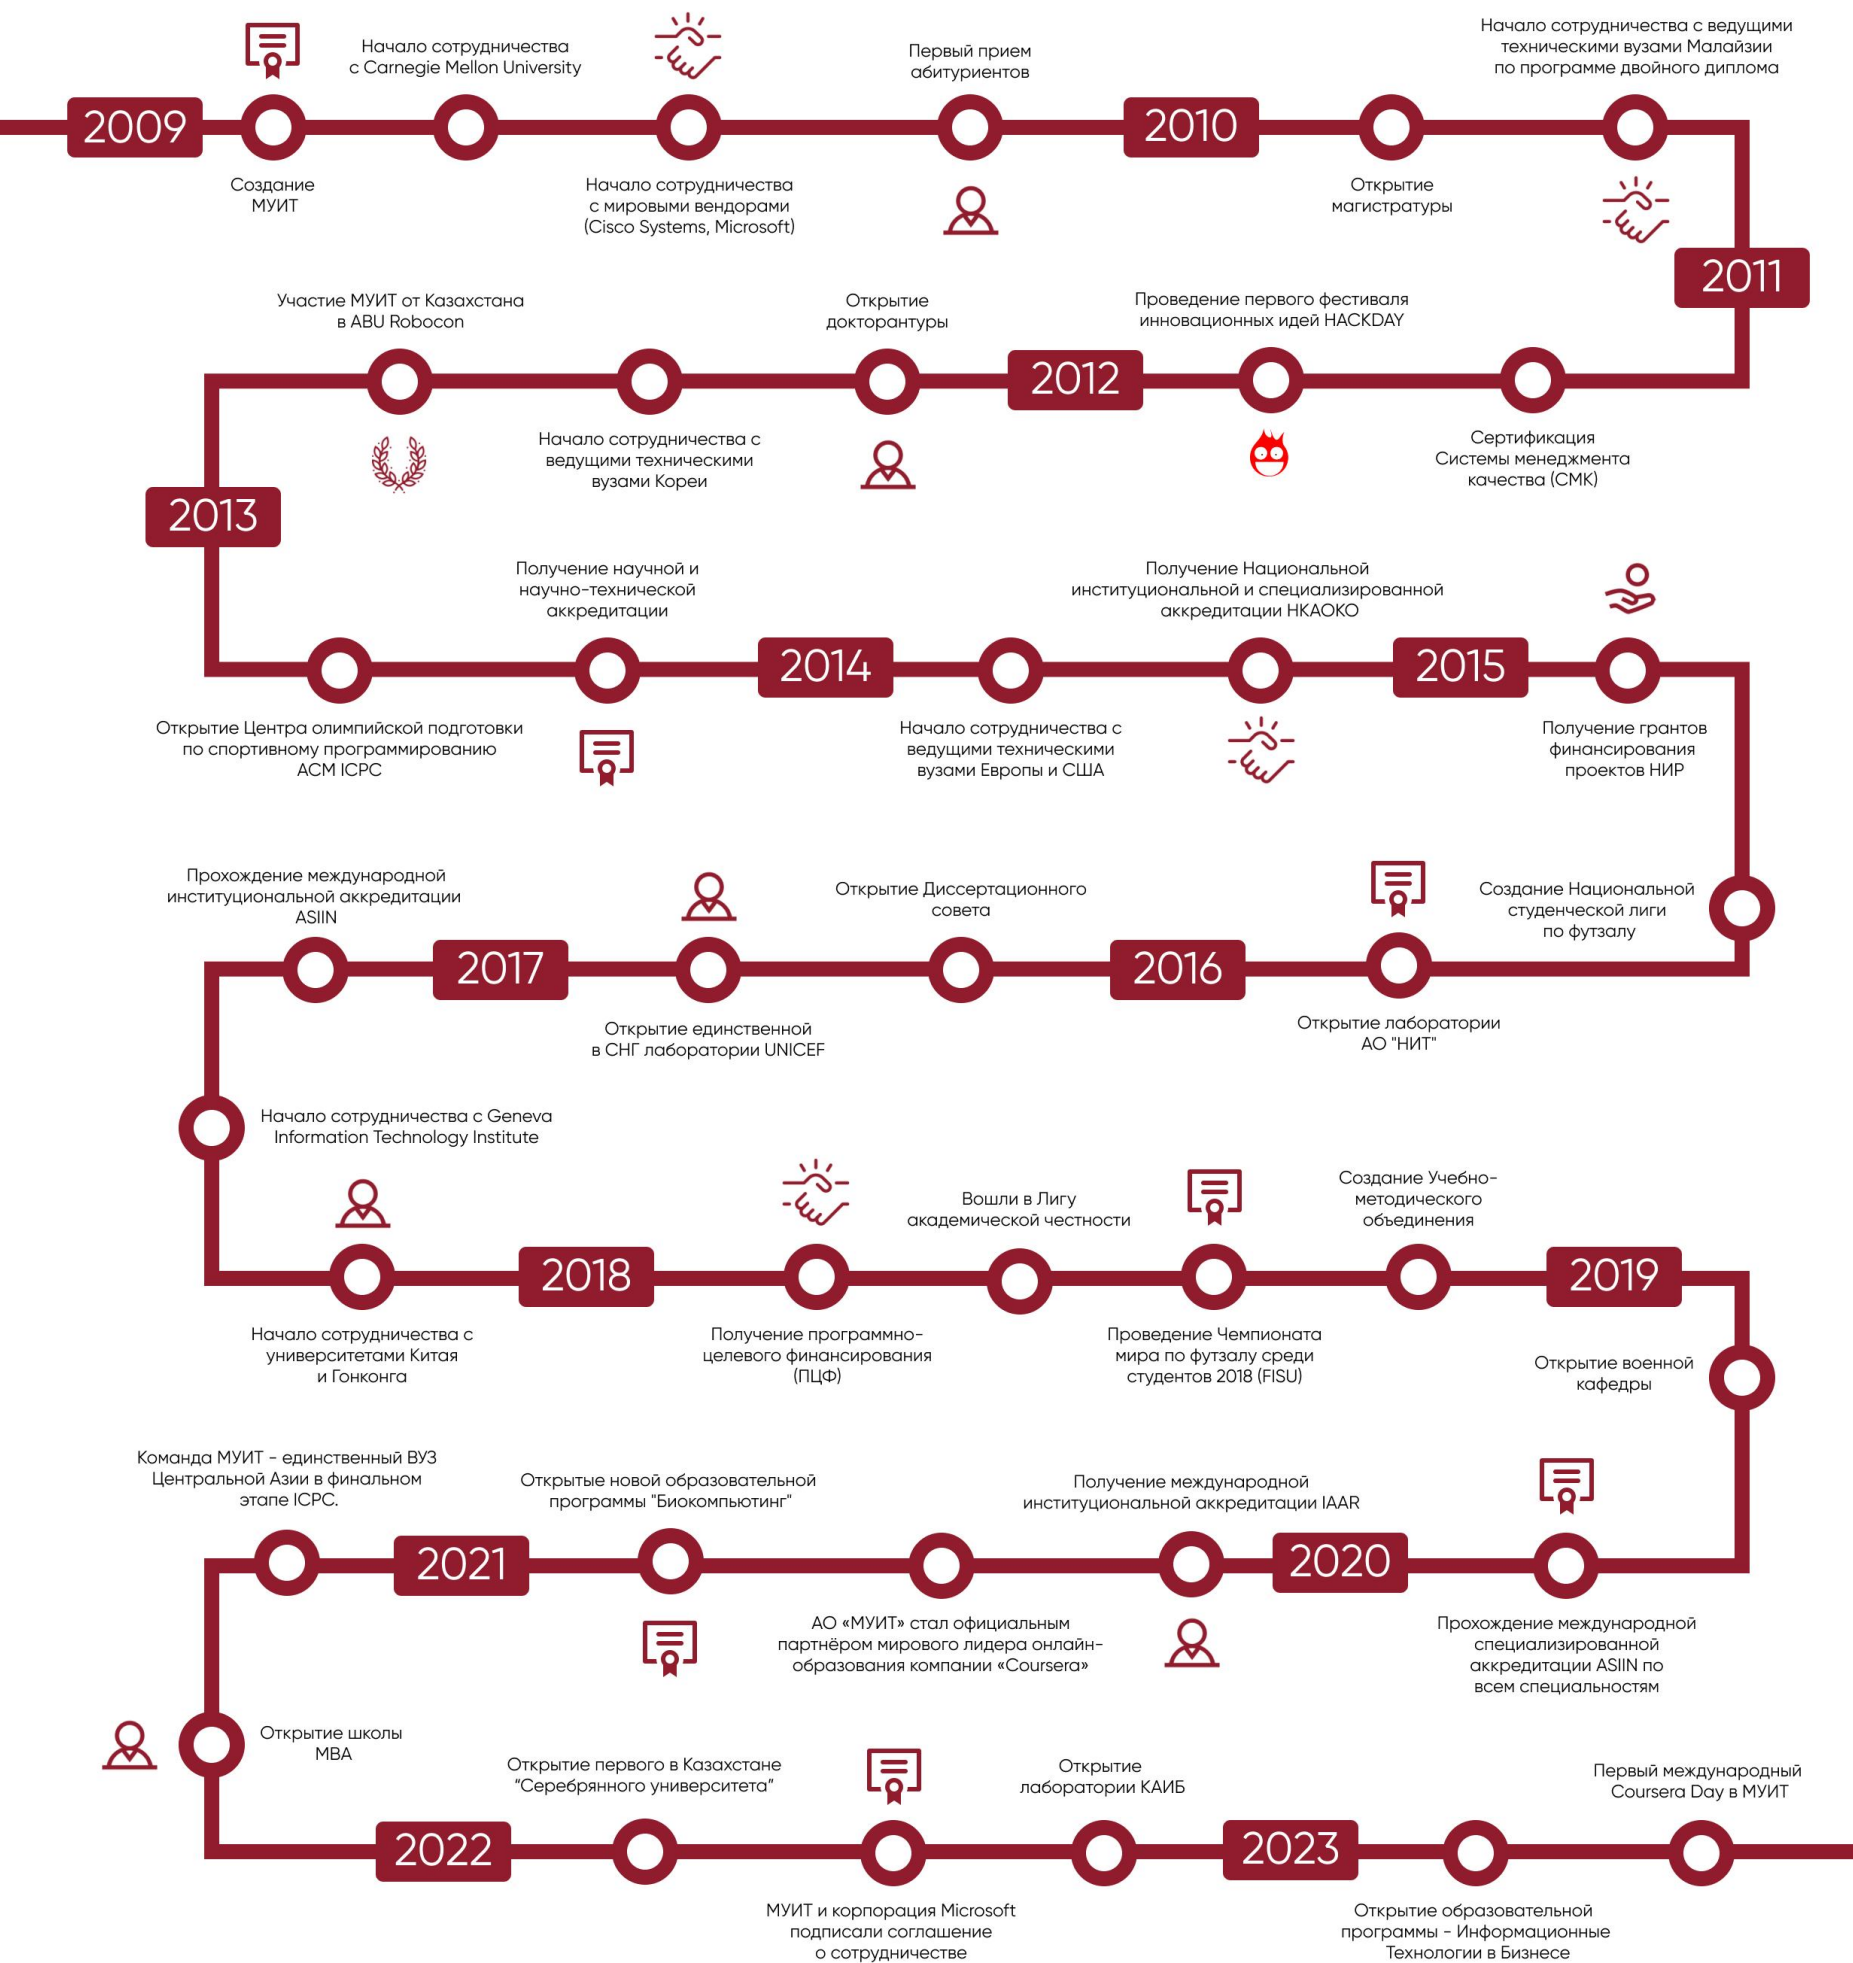 2009
Создание
МУИТ
Начало сотрудничества
с Carnegie Mellon University
Начало сотрудничества
с мировыми вендорами
(Cisco Systems, Microsoft)
Первый прием
абитуриентов
2010
Открытие
магистратуры
Начало сотрудничества с ведущими
техническими вузами Малайзии
по программе двойного диплома
2011
Сертификация
Системы менеджмента
качества (СМК)
Проведение первого фестиваля
инновационных идей HACKDAY
2012
Открытие
докторантуры
Начало сотрудничества с
ведущими техническими
вузами Кореи
Участие МУИТ от Казахстана
в ABU Robocon
2013
Открытие Центра олимпийской подготовки
по спортивному программированию
ACM ICPC
Получение научной и
научно-технической
аккредитации
2014
Начало сотрудничества с
ведущими техническими
вузами Европы и США
Получение Национальной
институциональной и специализированной
аккредитации НКАОКО
2015
Получение грантов
финансирования
проектов НИР
Создание Национальной
студенческой лиги
по футзалу
Открытие лаборатории
АО "НИТ"
2016
Открытие Диссертационного
совета
Открытие единственной
в СНГ лаборатории UNICEF
2017
Прохождение международной
институциональной аккредитации
ASIIN
Начало сотрудничества с Geneva
Information Technology Institute
Начало сотрудничества с
университетами Китая
и Гонконга
2018
Получение программно-
целевого финансирования
(ПЦФ)
Вошли в Лигу
академической честности
Проведение Чемпионата
мира по футзалу среди
студентов 2018 (FISU)
Создание Учебно-
методического
объединения
2019
Открытие военной
кафедры
Прохождение международной
специализированной
аккредитации ASIIN по
всем специальностям
2020
Получение международной
институциональной аккредитации IAAR
АО «МУИТ» стал официальным
партнёром мирового лидера онлайн-
образования компании «Coursera»
Открытые новой образовательной
программы "Биокомпьютинг"
2021
Команда МУИТ - единственный ВУЗ
Центральной Азии в финальном
этапе ICPC.
Открытие школы
MBA
2022
Открытие первого в Казахстане
“Серебрянного университета”
МУИТ и корпорация Microsoft
подписали соглашение
о сотрудничестве
Открытие
лаборатории КАИБ
2023
Открытие образовательной
программы - Информационные
Технологии в Бизнесе
Первый международный
Coursera Day в МУИТ